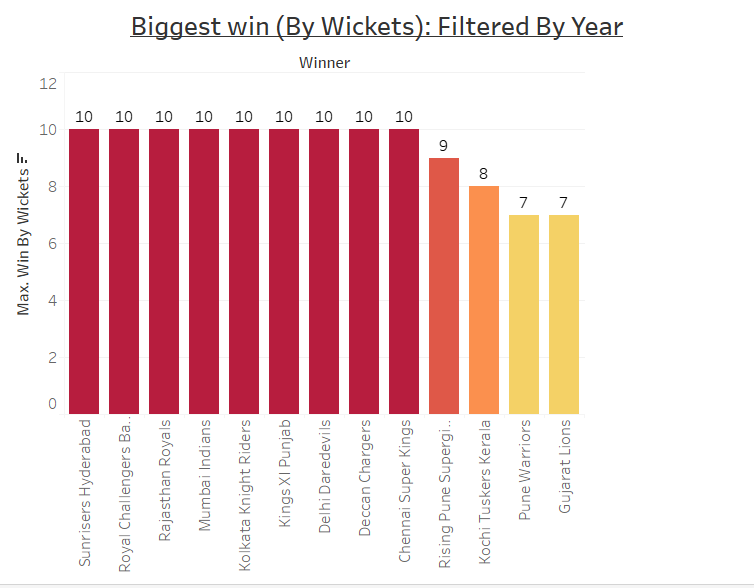 Biggest win (By Wickets): Filtered By Year
Winner
Max. Win By Wickets
12
10
8
6
4
2
0
10 10 10 10 10 10 10 10 10 9 8 7 7
Sunrisers Hyderabad
Royal Challengers Ba..
Rajasthan Royals
Mumbai Indians
Kolkata Knight Riders
Kings XI Punjab
Delhi Daredevils
Deccan Chargers
Chennai Super Kings
Rising Pune Supergi..
Kochi Tuskers Kerala
Pune Warriors
Gujarat Lions